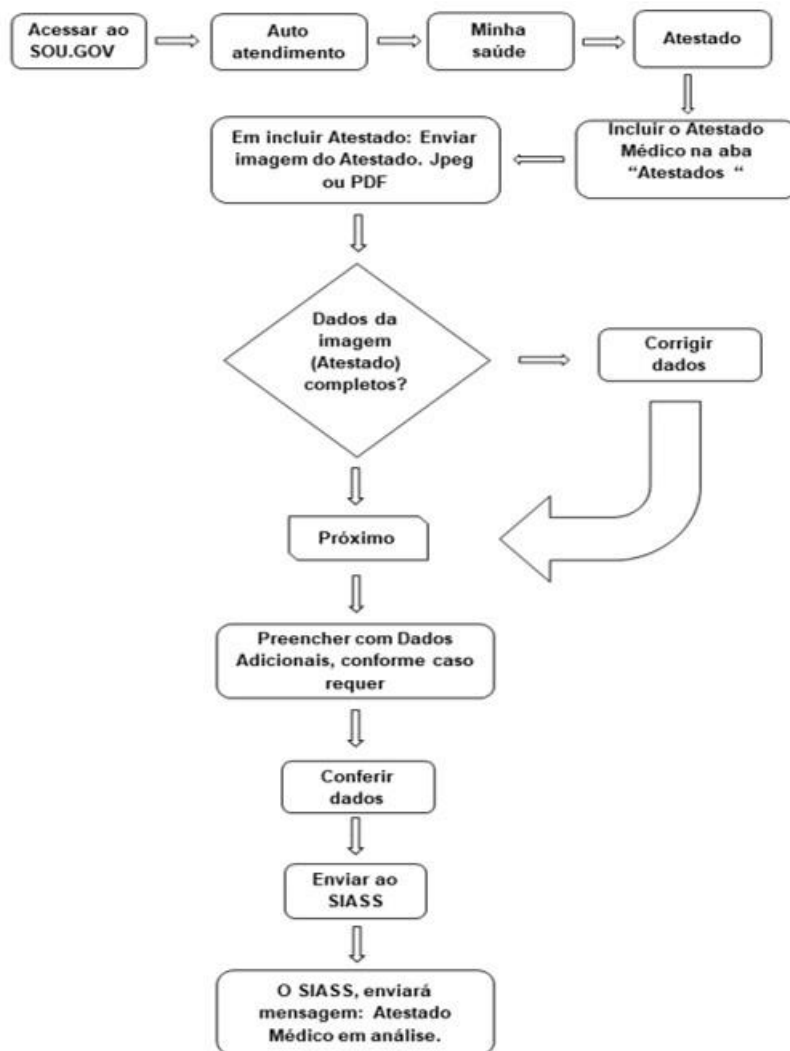 Acessar ao
SOU.GOV
Auto
atendimento
Minha
saúde
Atestado
Incluir o Atestado
Médico na aba
“Atestados “
Em incluir Atestado: Enviar
imagem do Atestado. Jpeg
ou PDF
Dados da
imagem
(Atestado)
completos?
Corrigir
dados
Próximo
Preencher com Dados
Adicionais, conforme caso
requer
Conferir
dados
Enviar ao
SIASS
O SIASS, enviará
mensagem: Atestado
Médico em análise.